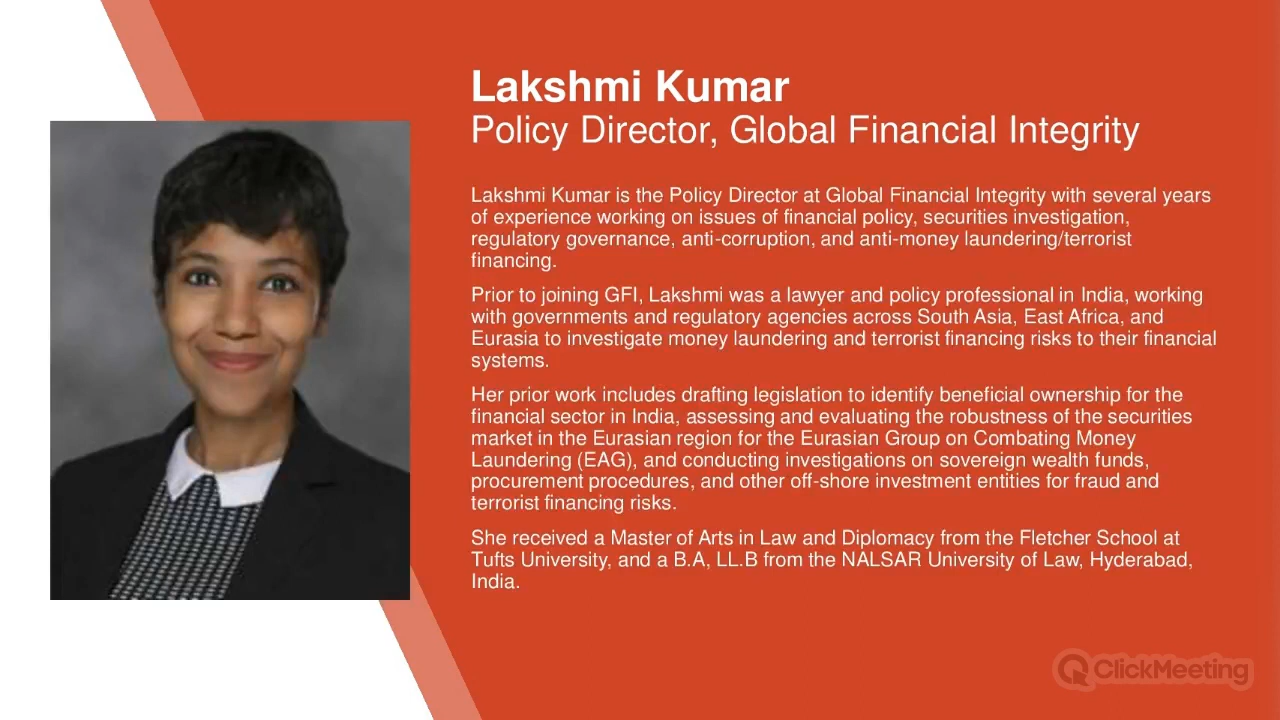 Lakshmi Kumar
Policy Director, Global Financial Integrity
Lakshmi Kumar is the Policy Director at Global Financial Integrity with several years
of experience working on issues of financial policy, securities investigation,
regulatory governance, anti-corruption, and anti-money laundering/terrorist
financing.
Prior to joining GFI, Lakshmi was a lawyer and policy professional in India, working
with governments and regulatory agencies across South Asia, East Africa, and
Eurasia to investigate money laundering and terrorist financing risks to their financial
systems.
Her prior work includes drafting legislation to identify beneficial ownership for the
financial sector in India, assessing and evaluating the robustness of the securities
market in the Eurasian region for the Eurasian Group on Combating Money
Laundering (EAG), and conducting investigations on sovereign wealth funds,
procurement procedures, and other off-shore investment entities for fraud and
terrorist financing risks.
She received a Master of Arts in Law and Diplomacy from the Fletcher School at
Tufts University, and a B.A, LL.B from the NALSAR University of Law, Hyderabad,
India.
ClickMeeting